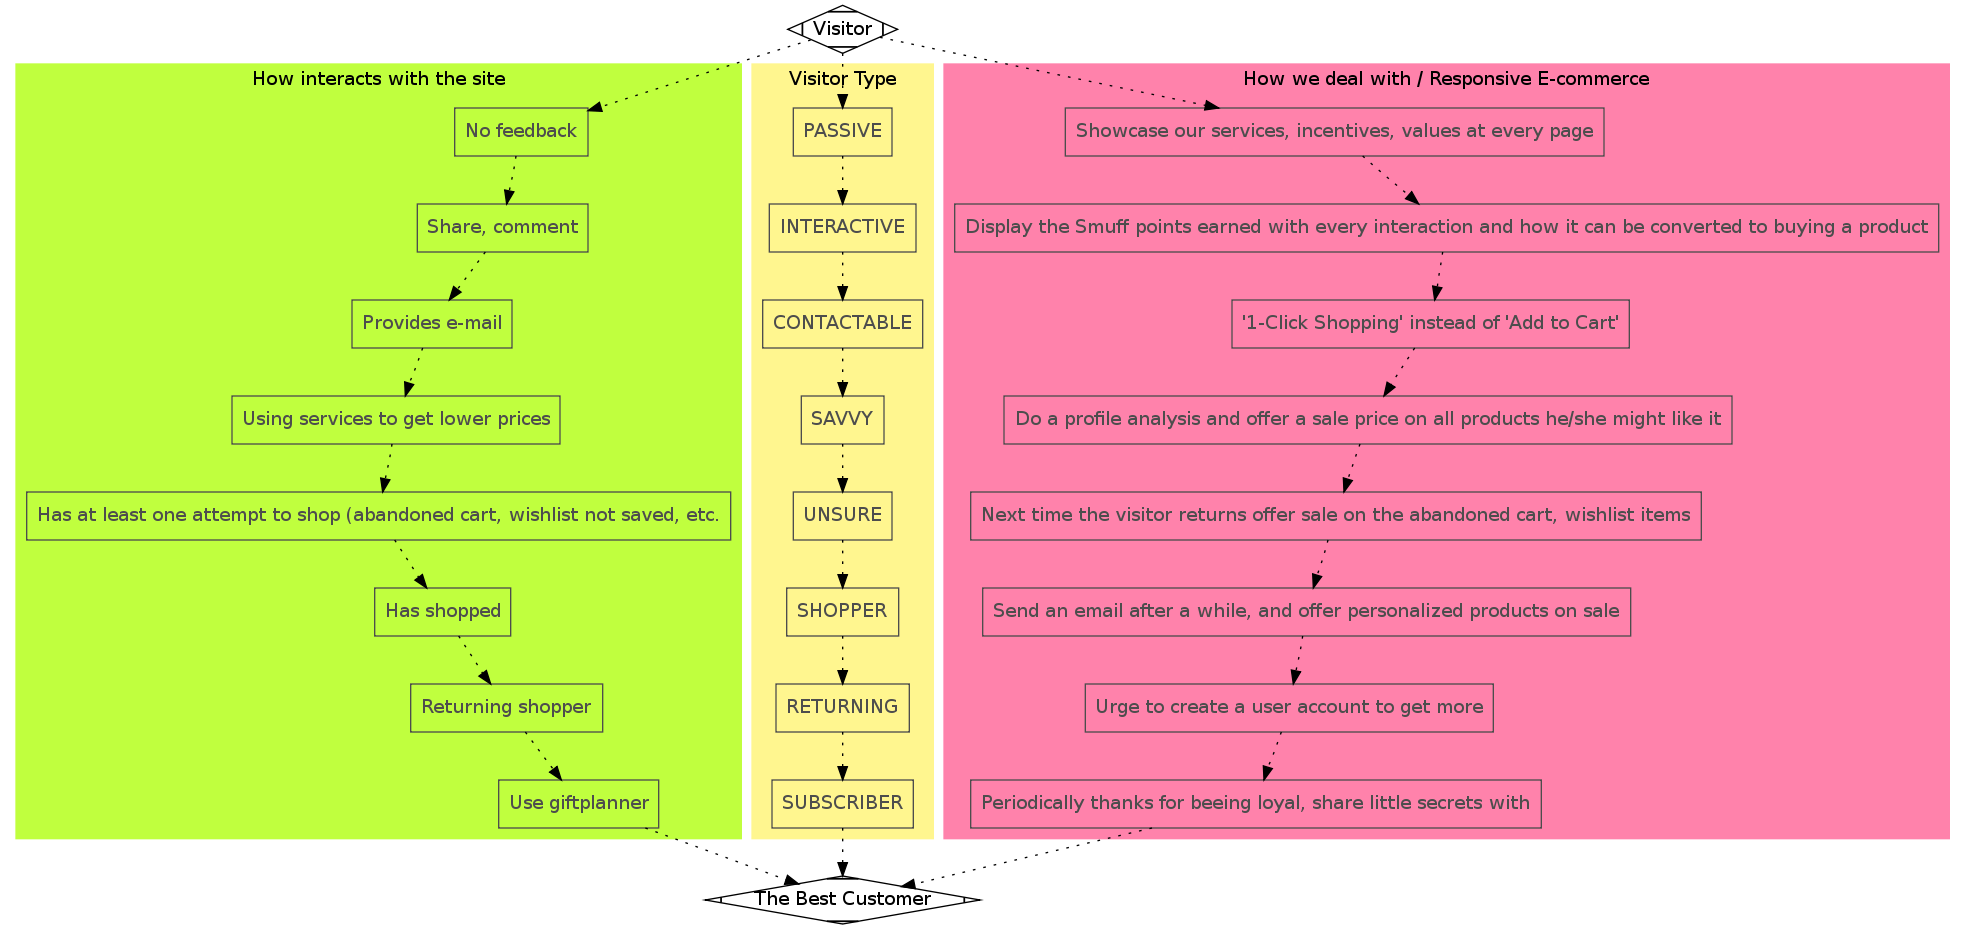 Visitor
How interacts with the site
Visitor Type
How we deal with / Responsive E-commerce
No feedback
PASSIVE
Showcase our services, incentives, values at every page
Share, comment
INTERACTIVE
Display the Smuff points earned with every interaction and how it can be converted to buying a product
Provides e-mail
CONTACTABLE
'1-Click Shopping' instead of 'Add to Cart'
Using services to get lower prices
SAVVY
Do a profile analysis and offer a sale price on all products he/she might like it
Has at least one attempt to shop (abandoned cart, wishlist not saved, etc.
UNSURE
Next time the visitor returns offer sale on the abandoned cart, wishlist items
Has shopped
SHOPPER
Send an email after a while, and offer personalized products on sale
Returning shopper
RETURNING
Urge to create a user account to get more
Use giftplanner
SUBSCRIBER
Periodically thanks for beeing loyal, share little secrets with
The Best Customer